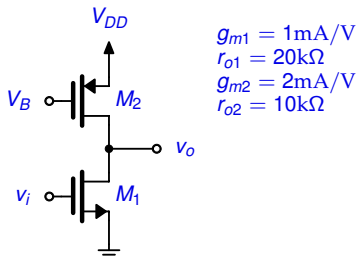 V_DD
g_m1 = 1mA/V
r_o1 = 20kΩ
g_m2 = 2mA/V
r_o2 = 10kΩ
V_B
M_2
v_o
v_i
M_1